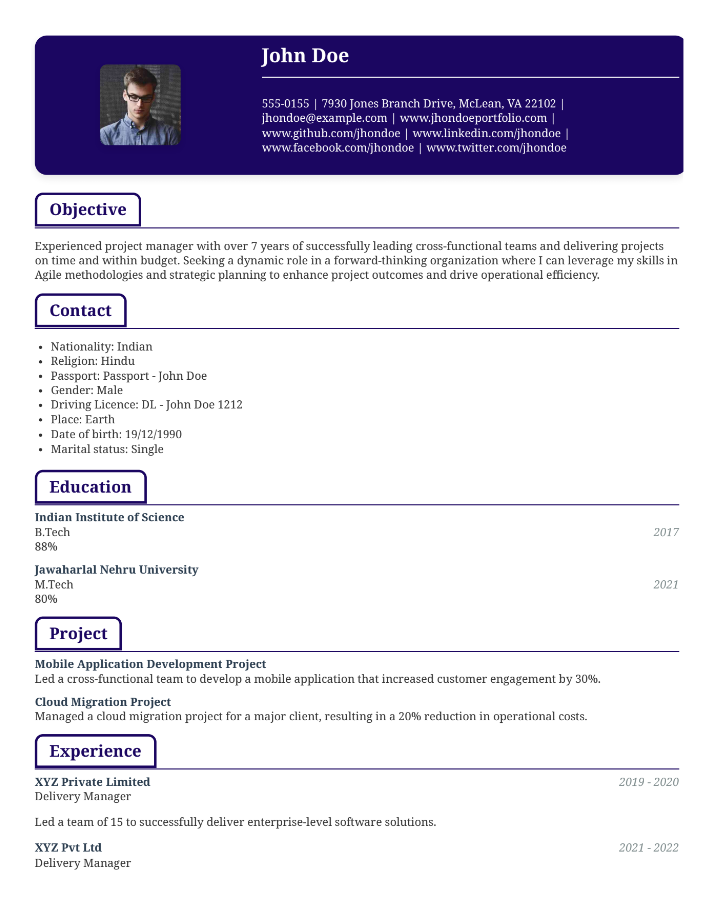 John Doe
555-0155 | 7930 Jones Branch Drive, McLean, VA 22102 |
jhondoe@example.com | www.jhondoeportfolio.com |
www.github.com/jhondoe | www.linkedin.com/jhondoe |
www.facebook.com/jhondoe | www.twitter.com/jhondoe
Objective
Experienced project manager with over 7 years of successfully leading cross-functional teams and delivering projects
on time and within budget. Seeking a dynamic role in a forward-thinking organization where I can leverage my skills in
Agile methodologies and strategic planning to enhance project outcomes and drive operational efficiency.
Contact
• Nationality: Indian
• Religion: Hindu
• Passport: Passport - John Doe
• Gender: Male
• Driving Licence: DL - John Doe 1212
• Place: Earth
• Date of birth: 19/12/1990
• Marital status: Single
Education
Indian Institute of Science
B.Tech 2017
88%
Jawaharlal Nehru University
M.Tech 2021
80%
Project
Mobile Application Development Project
Led a cross-functional team to develop a mobile application that increased customer engagement by 30%.
Cloud Migration Project
Managed a cloud migration project for a major client, resulting in a 20% reduction in operational costs.
Experience
XYZ Private Limited 2019 - 2020
Delivery Manager
Led a team of 15 to successfully deliver enterprise-level software solutions.
XYZ Pvt Ltd 2021 - 2022
Delivery Manager